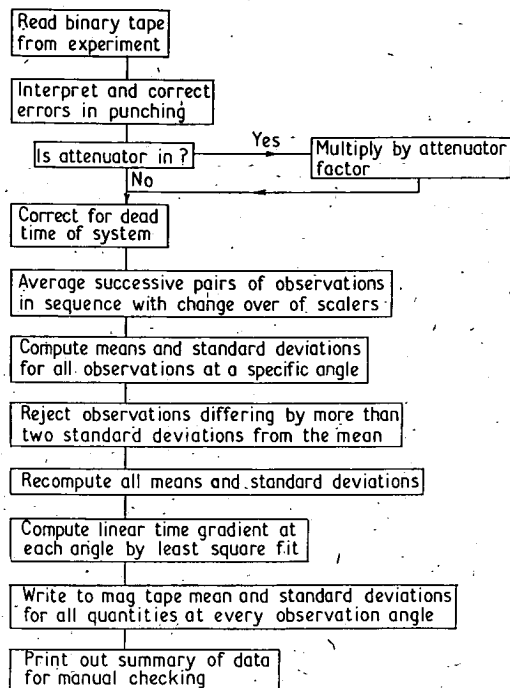 Read binary tape
from experiment
Interpret and correct
errors in punching
Is attenuator in ?
Yes
Multiply by attenuator
factor
No
Correct for dead
time of system
Average successive pairs of observations
in sequence with change over of scalers
Compute means and standard deviations
for all observations at a specific angle
Reject observations differing by more than
two standard deviations from the mean
Recompute all means and standard deviations
Compute linear time gradient at
each angle by least square fit
Write to mag tape mean and standard deviations
for all quantities at every observation angle
Print out summary of data
for manual checking